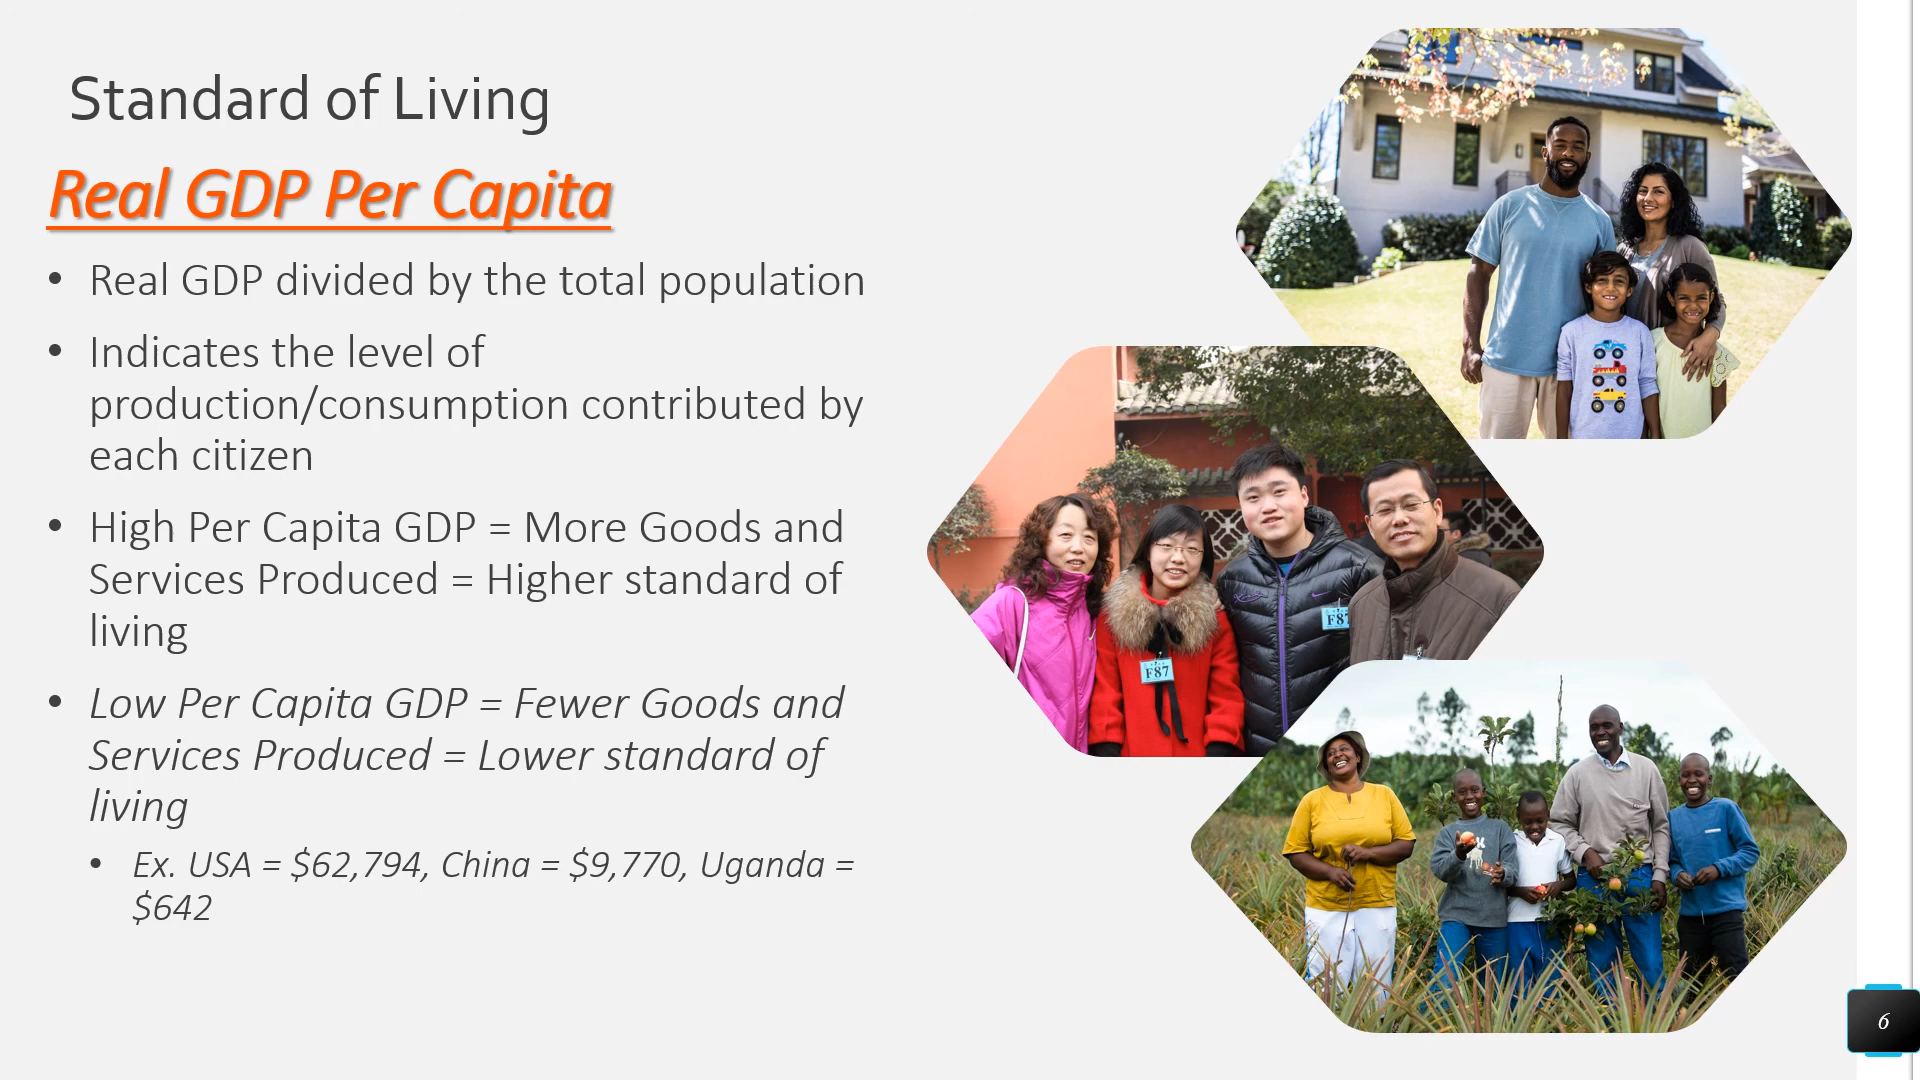 Standard of Living
Real GDP Per Capita
• Real GDP divided by the total population
• Indicates the level of
production/consumption contributed by
each citizen
• High Per Capita GDP = More Goods and
Services Produced = Higher standard of
living
• Low Per Capita GDP = Fewer Goods and
Services Produced = Lower standard of
living
• Ex. USA = $62,794, China = $9,770, Uganda =
$642
F87
F87
6